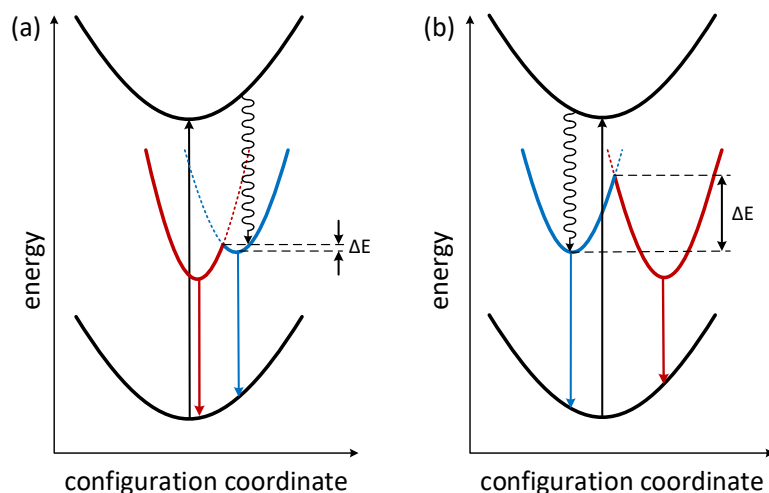 (a)
energy
ΔE
configuration coordinate
(b)
energy
ΔE
configuration coordinate